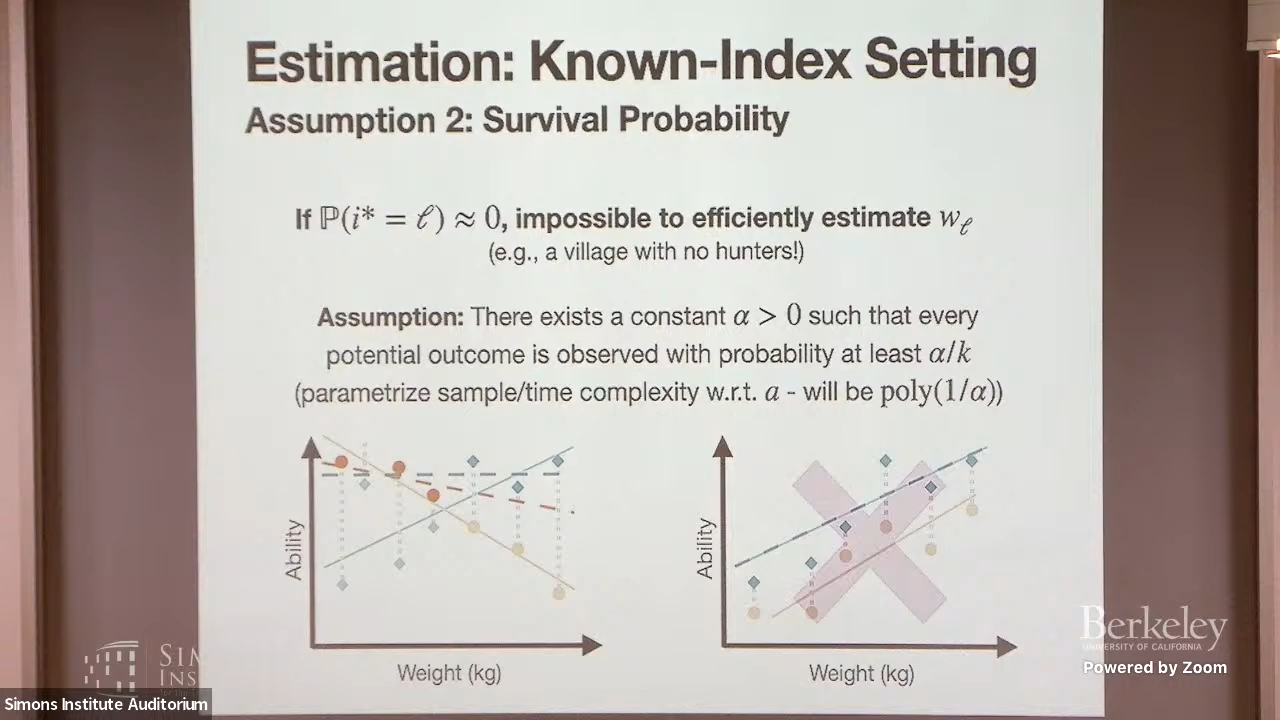 Estimation: Known-Index Setting
Assumption 2: Survival Probability
If ℙ(i* = ℓ) ≈ 0, impossible to efficiently estimate w_ℓ
(e.g., a village with no hunters!)
Assumption: There exists a constant α > 0 such that every
potential outcome is observed with probability at least α/k
(parametrize sample/time complexity w.r.t. a - will be poly(1/α))
Ability
Weight (kg)
Ability
Weight (kg)
Berkeley
UNIVERSITY OF CALIFORNIA
Powered by Zoom
Simons Institute Auditorium